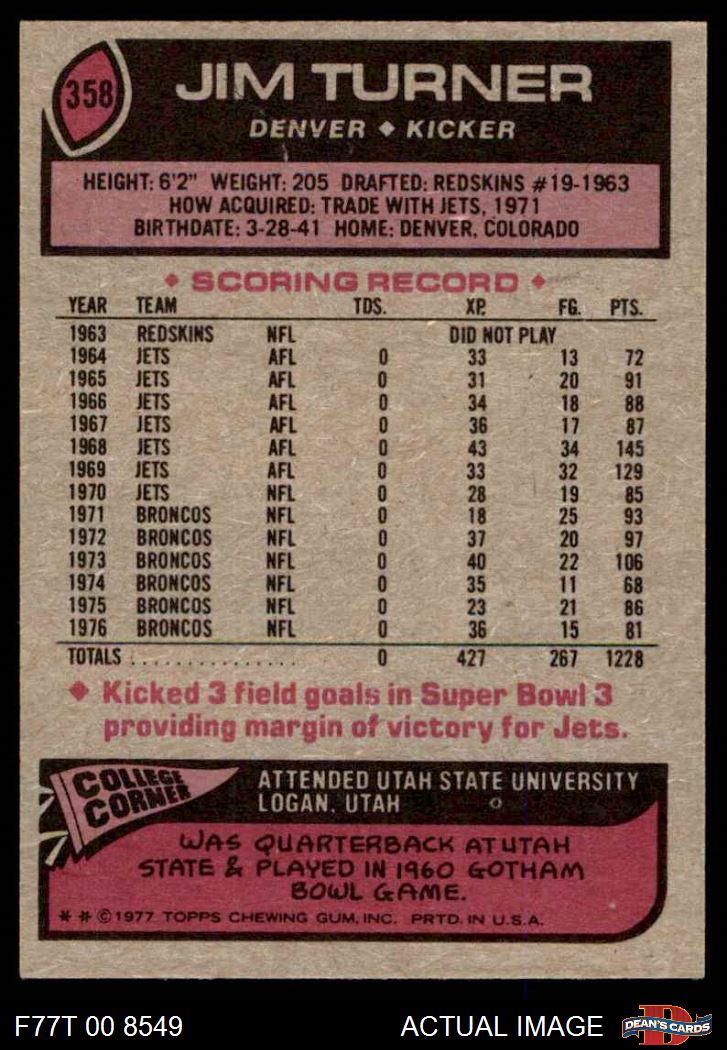 358
JIM TURNER
DENVER ◆ KICKER
HEIGHT: 6'2" WEIGHT: 205 DRAFTED: REDSKINS #19-1963
HOW ACQUIRED: TRADE WITH JETS, 1971
BIRTHDATE: 3-28-41 HOME: DENVER, COLORADO
◆ SCORING RECORD ◆
YEAR TEAM TDS. XP. FG. PTS.
1963 REDSKINS NFL DID NOT PLAY
1964 JETS AFL 0 33 13 72
1965 JETS AFL 0 31 20 91
1966 JETS AFL 0 34 18 88
1967 JETS AFL 0 36 17 87
1968 JETS AFL 0 43 34 145
1969 JETS AFL 0 33 32 129
1970 JETS NFL 0 28 19 85
1971 BRONCOS NFL 0 18 25 93
1972 BRONCOS NFL 0 37 20 97
1973 BRONCOS NFL 0 40 22 106
1974 BRONCOS NFL 0 35 11 68
1975 BRONCOS NFL 0 23 21 86
1976 BRONCOS NFL 0 36 15 81
TOTALS . . . . . . . . . . . . . . . 0 427 267 1228
◆ Kicked 3 field goals in Super Bowl 3
providing margin of victory for Jets.
COLLEGE
CORNER
ATTENDED UTAH STATE UNIVERSITY
LOGAN, UTAH
WAS QUARTERBACK AT UTAH
STATE & PLAYED IN 1960 GOTHAM
BOWL GAME.
* * © 1977 TOPPS CHEWING GUM, INC. PRTD. IN U.S.A.
F77T 00 8549 ACTUAL IMAGE
D
DEAN'S CARDS